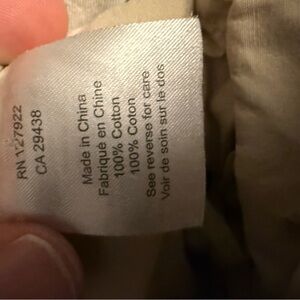 RN 127922
CA 29438
Made in China
Fabriqué en Chine
100% Cotton
100% Coton
See reverse for care
Voir de soin sur le dos